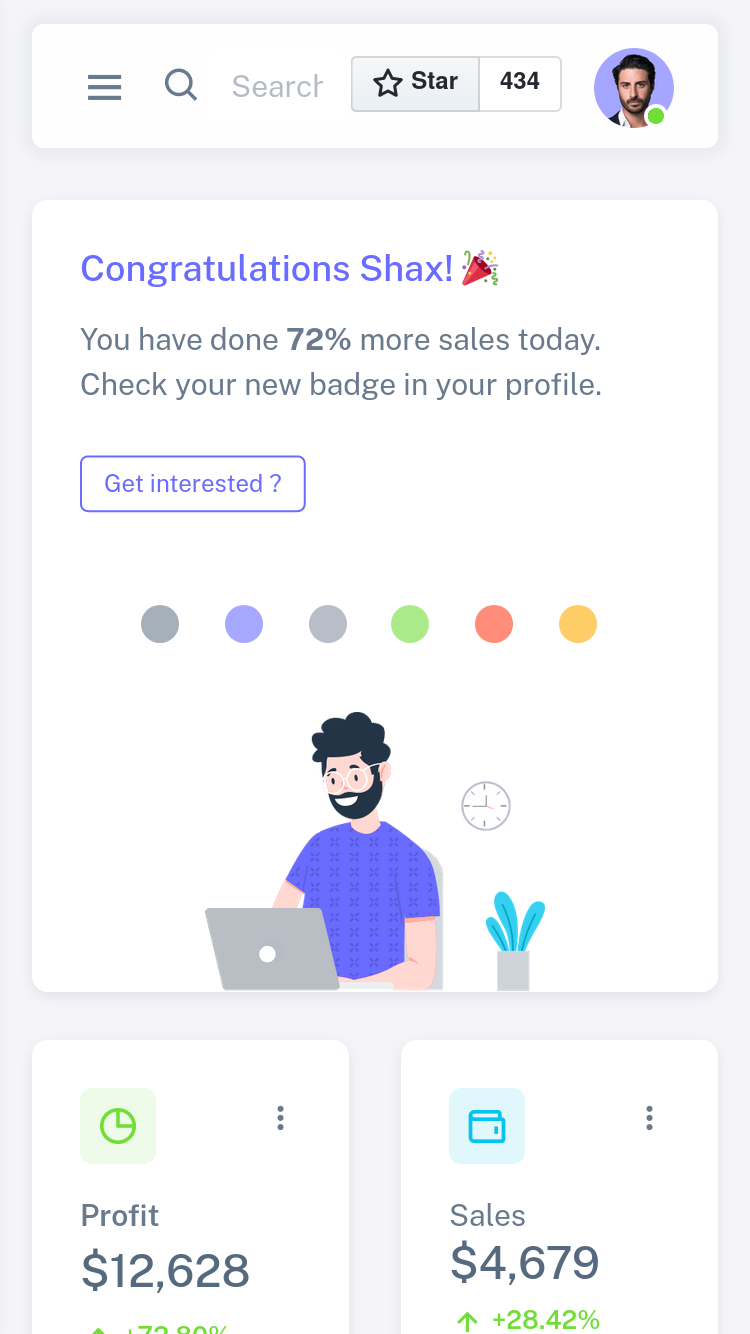 Search
Star
434
Congratulations Shax! 🎉
You have done 72% more sales today.
Check your new badge in your profile.
Get interested ?
Profit
$12,628
Sales
$4,679
+28.42%